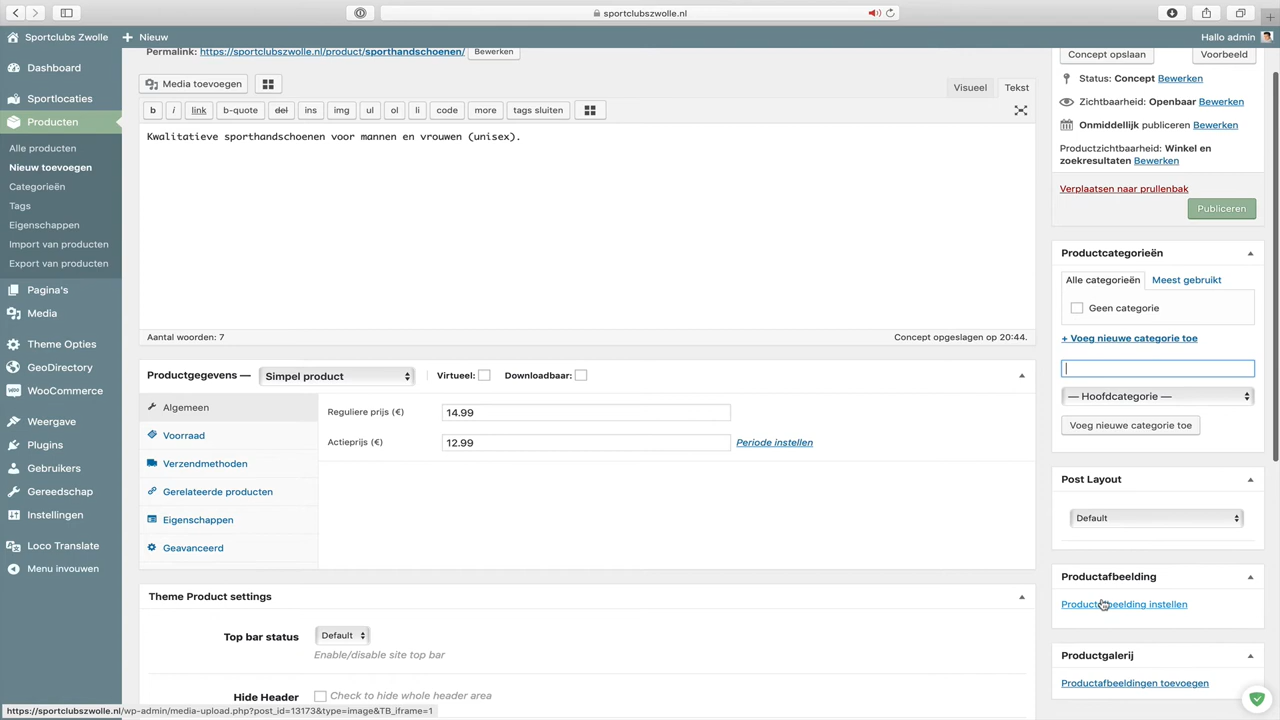 sportclubszwolle.nl
Sportclubs Zwolle
Nieuw
Hallo admin
Dashboard
Sportlocaties
Producten
Alle producten
Nieuw toevoegen
Categorieën
Tags
Eigenschappen
Import van producten
Export van producten
Pagina's
Media
Theme Opties
GeoDirectory
WooCommerce
Weergave
Plugins
Gebruikers
Gereedschap
Instellingen
Loco Translate
Menu invouwen
Permalink: https://sportclubszwolle.nl/product/sporthandschoenen/ Bewerken
Media toevoegen
Visueel Tekst
b i link b-quote del ins img ul ol li code more tags sluiten
Kwalitatieve sporthandschoenen voor mannen en vrouwen (unisex).
Aantal woorden: 7 Concept opgeslagen op 20:44.
Productgegevens — Simpel product Virtueel: Downloadbaar:
Algemeen
Voorraad
Verzendmethoden
Gerelateerde producten
Eigenschappen
Geavanceerd
Reguliere prijs (€) 14.99
Actieprijs (€) 12.99 Periode instellen
Theme Product settings
Top bar status Default
Enable/disable site top bar
Hide Header Check to hide whole header area
Concept opslaan Voorbeeld
Status: Concept Bewerken
Zichtbaarheid: Openbaar Bewerken
Onmiddellijk publiceren Bewerken
Productzichtbaarheid: Winkel en
zoekresultaten Bewerken
Verplaatsen naar prullenbak
Publiceren
Productcategorieën
Alle categorieën Meest gebruikt
Geen categorie
+ Voeg nieuwe categorie toe
— Hoofdcategorie —
Voeg nieuwe categorie toe
Post Layout
Default
Productafbeelding
Productafbeelding instellen
Productgalerij
Productafbeeldingen toevoegen
https://sportclubszwolle.nl/wp-admin/media-upload.php?post_id=13173&type=image&TB_iframe=1